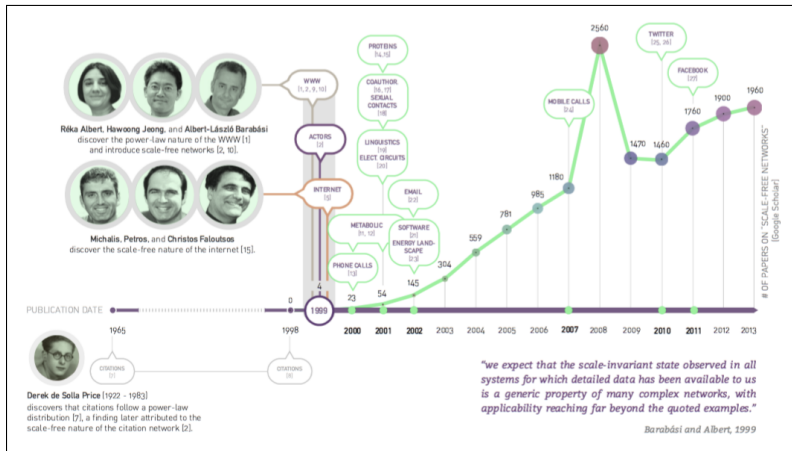 PROTEINS
[14,15]
COAUTHOR.
[16, 17]
SEXUAL
CONTACTS
[18]
LINGUISTICS
[19]
ELECT. CIRCUITS
[20]
WWW
[1, 2, 9, 10]
ACTORS
[2]
INTERNET
[5]
METABOLIC
[11, 12]
PHONE CALLS
[13]
EMAIL
[22]
SOFTWARE
[21]
ENERGY LAND-
SCAPE
[23]
MOBILE CALLS
[24]
TWITTER
[25, 26]
FACEBOOK
[27]
Réka Albert, Hawoong Jeong, and Albert-László Barabási
discover the power-law nature of the WWW [1]
and introduce scale-free networks [2, 10].
Michalis, Petros, and Christos Faloutsos
discover the scale-free nature of the internet [15].
0
4
23
54
145
304
559
781
985
1180
2560
1470
1460
1760
1900
1960
# OF PAPERS ON "SCALE-FREE NETWORKS"
(Google Scholar)
PUBLICATION DATE
1965
1998
1999
2000
2001
2002
2003
2004
2005
2006
2007
2008
2009
2010
2011
2012
2013
CITATIONS
[7]
CITATIONS
[8]
Derek de Solla Price [1922 - 1983]
discovers that citations follow a power-law
distribution [7], a finding later attributed to the
scale-free nature of the citation network [2].
"we expect that the scale-invariant state observed in all
systems for which detailed data has been available to us
is a generic property of many complex networks, with
applicability reaching far beyond the quoted examples."
Barabási and Albert, 1999